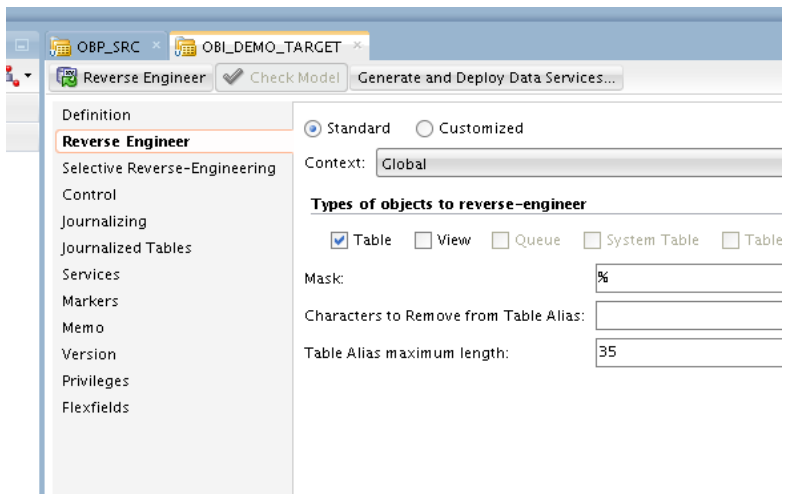 OBP_SRC OBI_DEMO_TARGET
Reverse Engineer Check Model Generate and Deploy Data Services...
Definition
Reverse Engineer
Selective Reverse-Engineering
Control
Journalizing
Journalized Tables
Services
Markers
Memo
Version
Privileges
Flexfields
Standard Customized
Context: Global
Types of objects to reverse-engineer
Table View Queue System Table Table
Mask: %
Characters to Remove from Table Alias:
Table Alias maximum length: 35